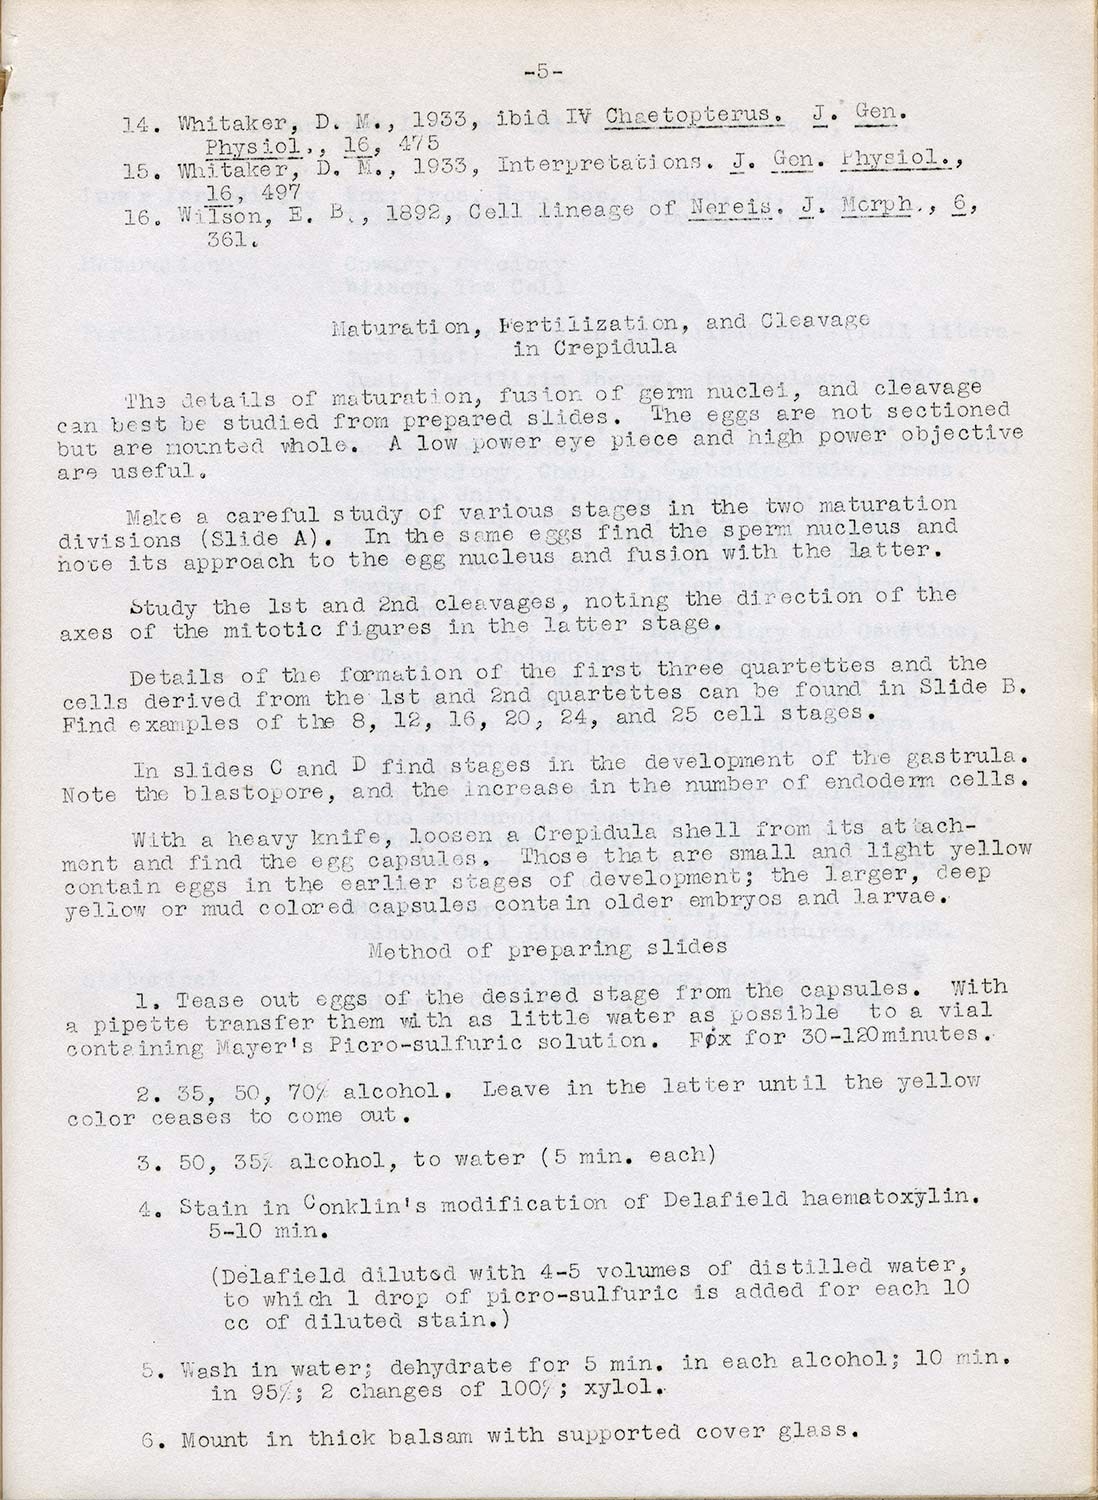 -5-
14. Whitaker, D. M., 1933, ibid IV Chaetopterus. J. Gen.
Physiol., 16, 475
15. Whitaker, D. M., 1933, Interpretations. J. Gen. Physiol.,
16, 497
16. Wilson, E. B., 1892, Cell lineage of Nereis. J. Morph., 6,
361.
Maturation, Fertilization, and Cleavage
in Crepidula
The details of maturation, fusion of germ nuclei, and cleavage
can best be studied from prepared slides. The eggs are not sectioned
but are mounted whole. A low power eye piece and high power objective
are useful.
Make a careful study of various stages in the two maturation
divisions (Slide A). In the same eggs find the sperm nucleus and
note its approach to the egg nucleus and fusion with the latter.
Study the 1st and 2nd cleavages, noting the direction of the
axes of the mitotic figures in the latter stage.
Details of the formation of the first three quartettes and the
cells derived from the 1st and 2nd quartettes can be found in Slide B.
Find examples of the 8, 12, 16, 20, 24, and 25 cell stages.
In slides C and D find stages in the development of the gastrula.
Note the blastopore, and the increase in the number of endoderm cells.
With a heavy knife, loosen a Crepidula shell from its attach-
ment and find the egg capsules. Those that are small and light yellow
contain eggs in the earlier stages of development; the larger, deep
yellow or mud colored capsules contain older embryos and larvae.
Method of preparing slides
1. Tease out eggs of the desired stage from the capsules. With
a pipette transfer them with as little water as possible to a vial
containing Mayer's Picro-sulfuric solution. Fix for 30-120minutes.
2. 35, 50, 70% alcohol. Leave in the latter until the yellow
color ceases to come out.
3. 50, 35% alcohol, to water (5 min. each)
4. Stain in Conklin's modification of Delafield haematoxylin.
5-10 min.
(Delafield diluted with 4-5 volumes of distilled water,
to which 1 drop of picro-sulfuric is added for each 10
cc of diluted stain.)
5. Wash in water; dehydrate for 5 min. in each alcohol; 10 min.
in 95%; 2 changes of 100%; xylol.
6. Mount in thick balsam with supported cover glass.